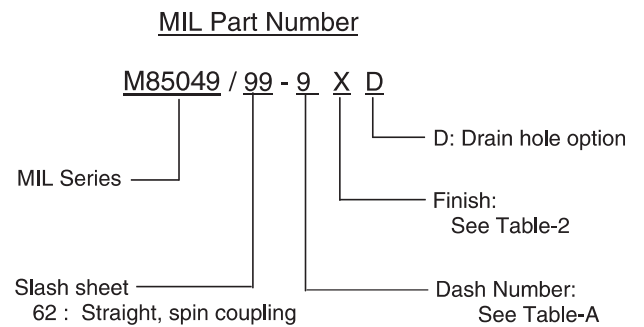 MIL Part Number
M85049 / 99 - 9 X D
D: Drain hole option
MIL Series
Finish:
See Table-2
Slash sheet
62 : Straight, spin coupling
Dash Number:
See Table-A